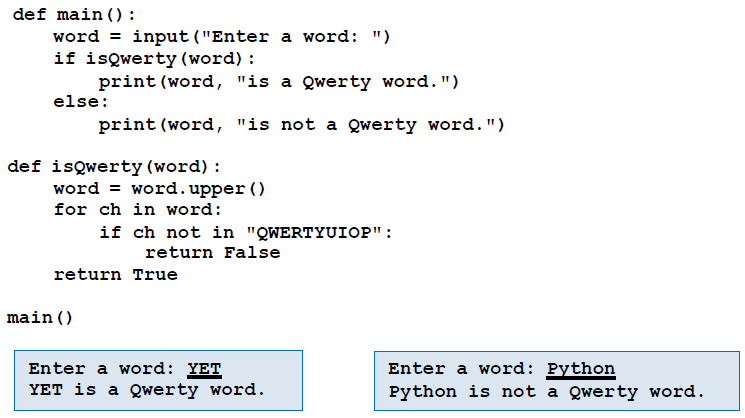 def main():
    word = input("Enter a word: ")
    if isQwerty(word):
        print(word, "is a Qwerty word.")
    else:
        print(word, "is not a Qwerty word.")
def isQwerty(word):
    word = word.upper()
    for ch in word:
        if ch not in "QWERTYUIOP":
            return False
    return True
main()
Enter a word: YET
YET is a Qwerty word.
Enter a word: Python
Python is not a Qwerty word.